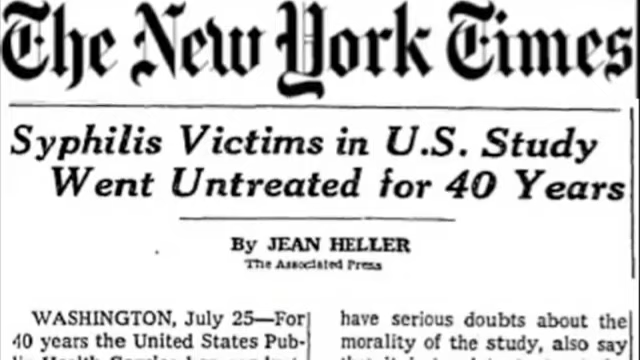 The New York Times
Syphilis Victims in U.S. Study
Went Untreated for 40 Years
By JEAN HELLER
The Associated Press
WASHINGTON, July 25—For
40 years the United States Pub-
have serious doubts about the
morality of the study, also say